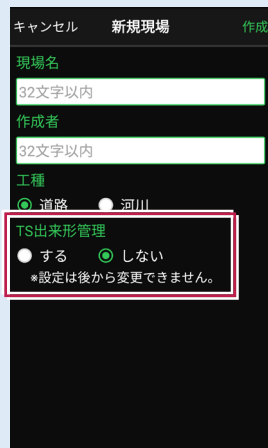 キャンセル 新規現場 作成
現場名
32文字以内
作成者
32文字以内
工種
道路 河川
TS出来形管理
する しない
※設定は後から変更できません。